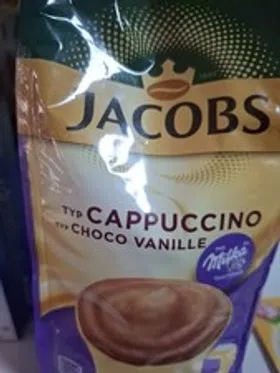 JACOBS
TYP CAPPUCCINO
TYP CHOCO VANILLE
Milka